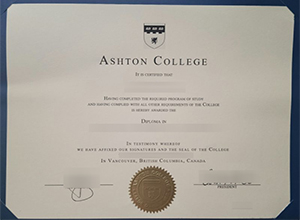 ASHTON COLLEGE
IT IS CERTIFIED THAT
HAVING COMPLETED THE REQUIRED PROGRAM OF STUDY
AND HAVING COMPLIED WITH ALL OTHER REQUIREMENTS OF THE COLLEGE
IS HEREBY AWARDED THE
DIPLOMA IN
IN TESTIMONY WHEREOF
WE HAVE AFFIXED OUR SIGNATURES AND THE SEAL OF THE COLLEGE
IN VANCOUVER, BRITISH COLUMBIA, CANADA
PRESIDENT